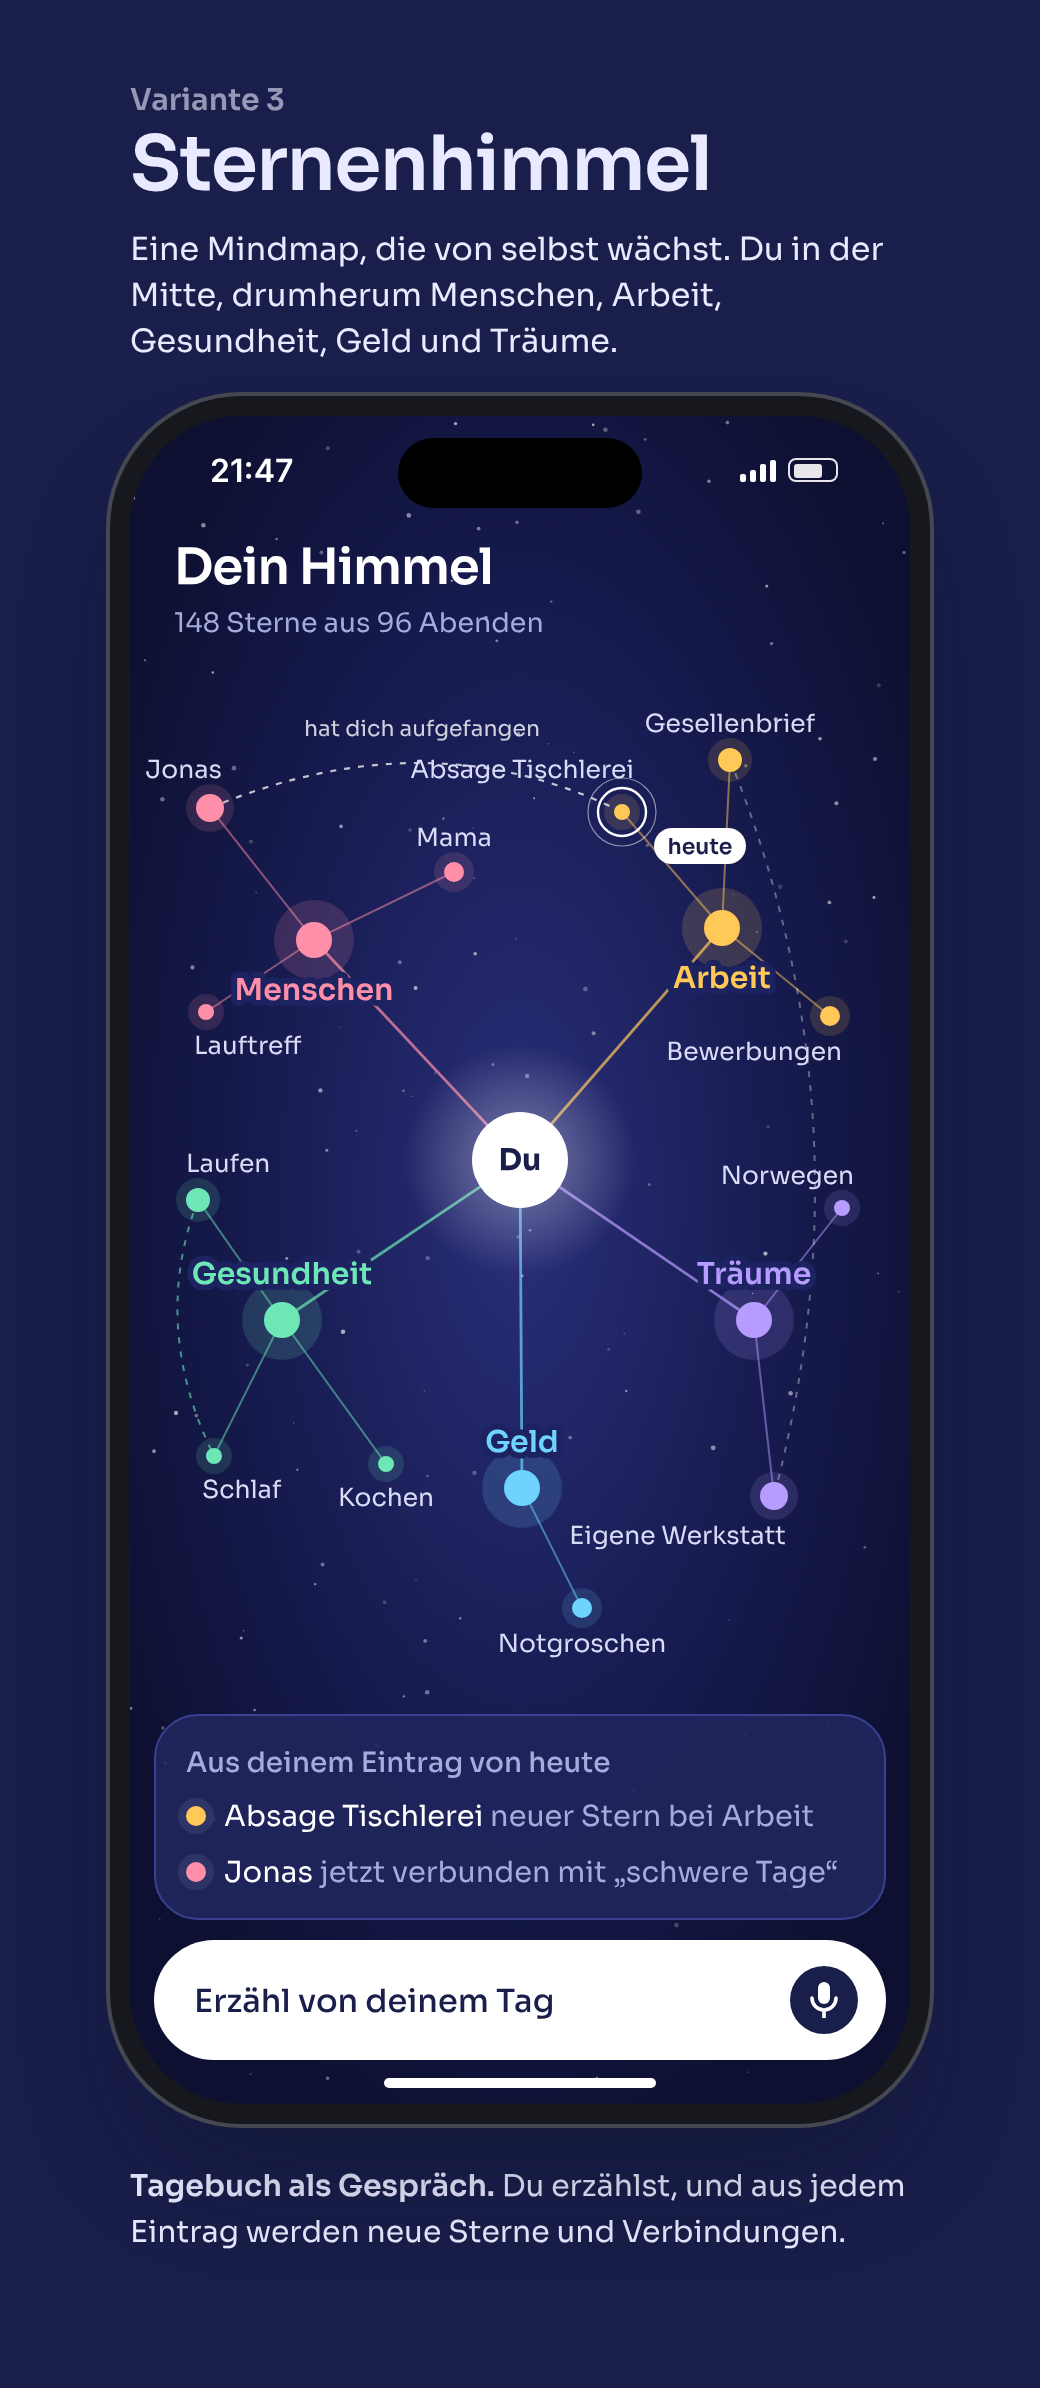 Variante 3
Sternenhimmel
Eine Mindmap, die von selbst wächst. Du in der
Mitte, drumherum Menschen, Arbeit,
Gesundheit, Geld und Träume.
21:47
Dein Himmel
148 Sterne aus 96 Abenden
hat dich aufgefangen
Gesellenbrief
Jonas
Absage Tischlerei
Mama
heute
Menschen
Arbeit
Lauftreff
Bewerbungen
Du
Laufen
Norwegen
Gesundheit
Träume
Geld
Schlaf
Kochen
Eigene Werkstatt
Notgroschen
Aus deinem Eintrag von heute
Absage Tischlerei neuer Stern bei Arbeit
Jonas jetzt verbunden mit „schwere Tage“
Erzähl von deinem Tag
Tagebuch als Gespräch. Du erzählst, und aus jedem
Eintrag werden neue Sterne und Verbindungen.